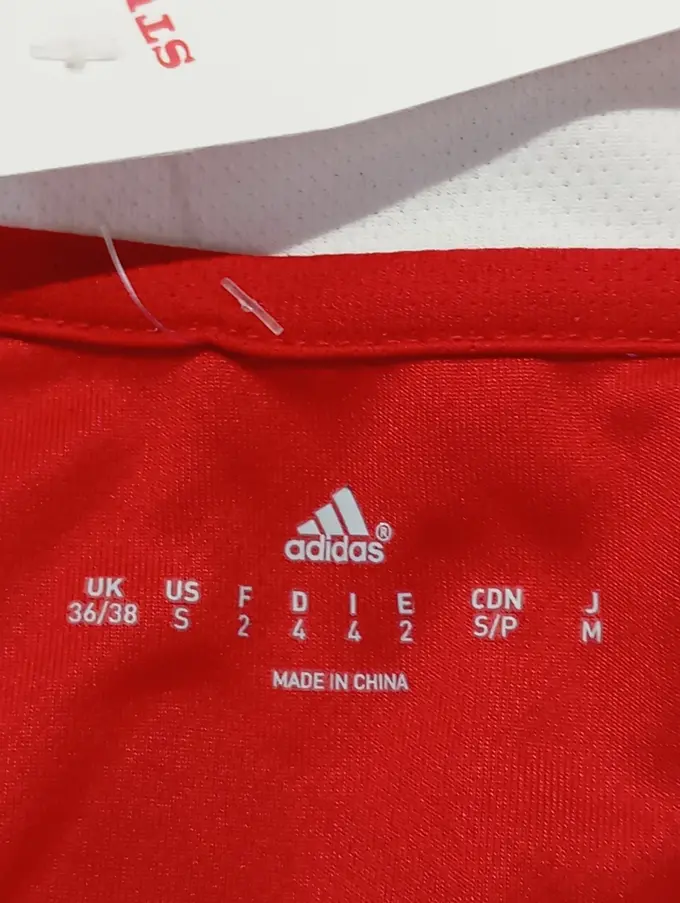 adidas®
UK US F D I E CDN J
36/38 S 2 4 4 2 S/P M
MADE IN CHINA